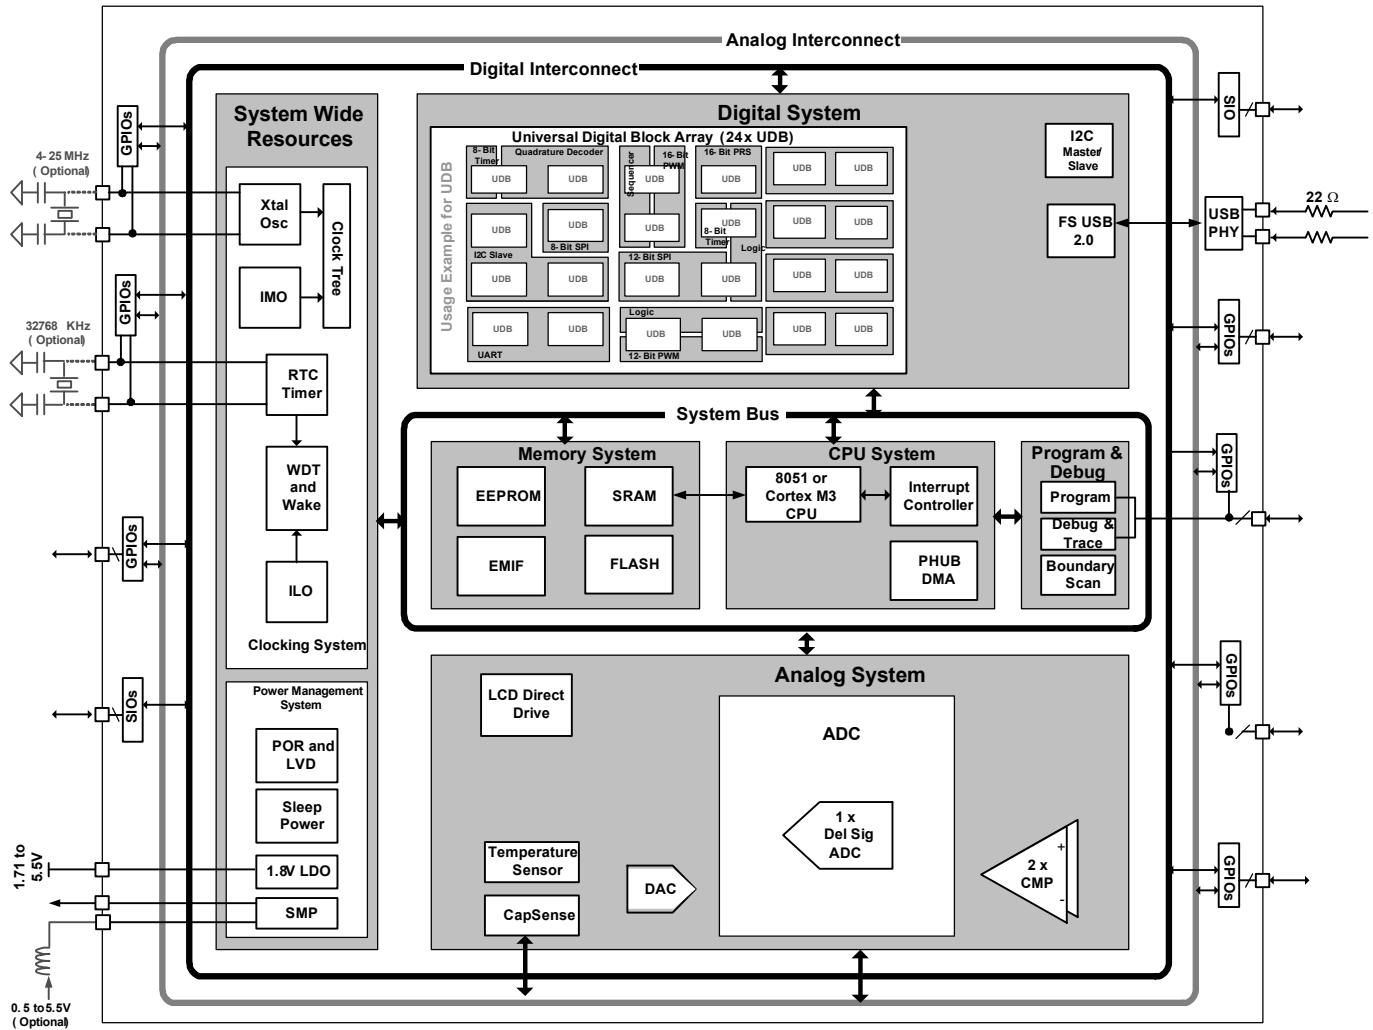 Analog Interconnect
Digital Interconnect
System Wide
Resources
Digital System
Universal Digital Block Array (24x UDB)
Usage Example for UDB
8- Bit
Timer
Quadrature Decoder
Sequencer
16- Bit
PWM
16- Bit PRS
UDB
UDB
UDB
UDB
UDB
UDB
UDB
UDB
UDB
UDB
UDB
UDB
I2C Slave
8- Bit SPI
8- Bit
Timer
Logic
12- Bit SPI
UDB
UDB
UDB
UDB
UDB
UDB
Logic
UDB
UDB
UDB
UDB
UDB
UDB
UART
12- Bit PWM
I2C
Master/
Slave
FS USB
2.0
SIO
USB
PHY
22 Ω
GPIOs
GPIOs
GPIOs
GPIOs
GPIOs
4- 25 MHz
( Optional)
GPIOs
Xtal
Osc
Clock Tree
IMO
32768 KHz
( Optional)
RTC
Timer
WDT
and
Wake
ILO
Clocking System
GPIOs
SIOs
Power Management
System
POR and
LVD
Sleep
Power
1.8V LDO
SMP
1.71 to
5.5V
0. 5 to5.5V
( Optional)
System Bus
Memory System
EEPROM
SRAM
EMIF
FLASH
CPU System
8051 or
Cortex M3
CPU
Interrupt
Controller
PHUB
DMA
Program &
Debug
Program
Debug &
Trace
Boundary
Scan
Analog System
LCD Direct
Drive
ADC
1 x
Del Sig
ADC
Temperature
Sensor
CapSense
DAC
2 x
CMP
+
-